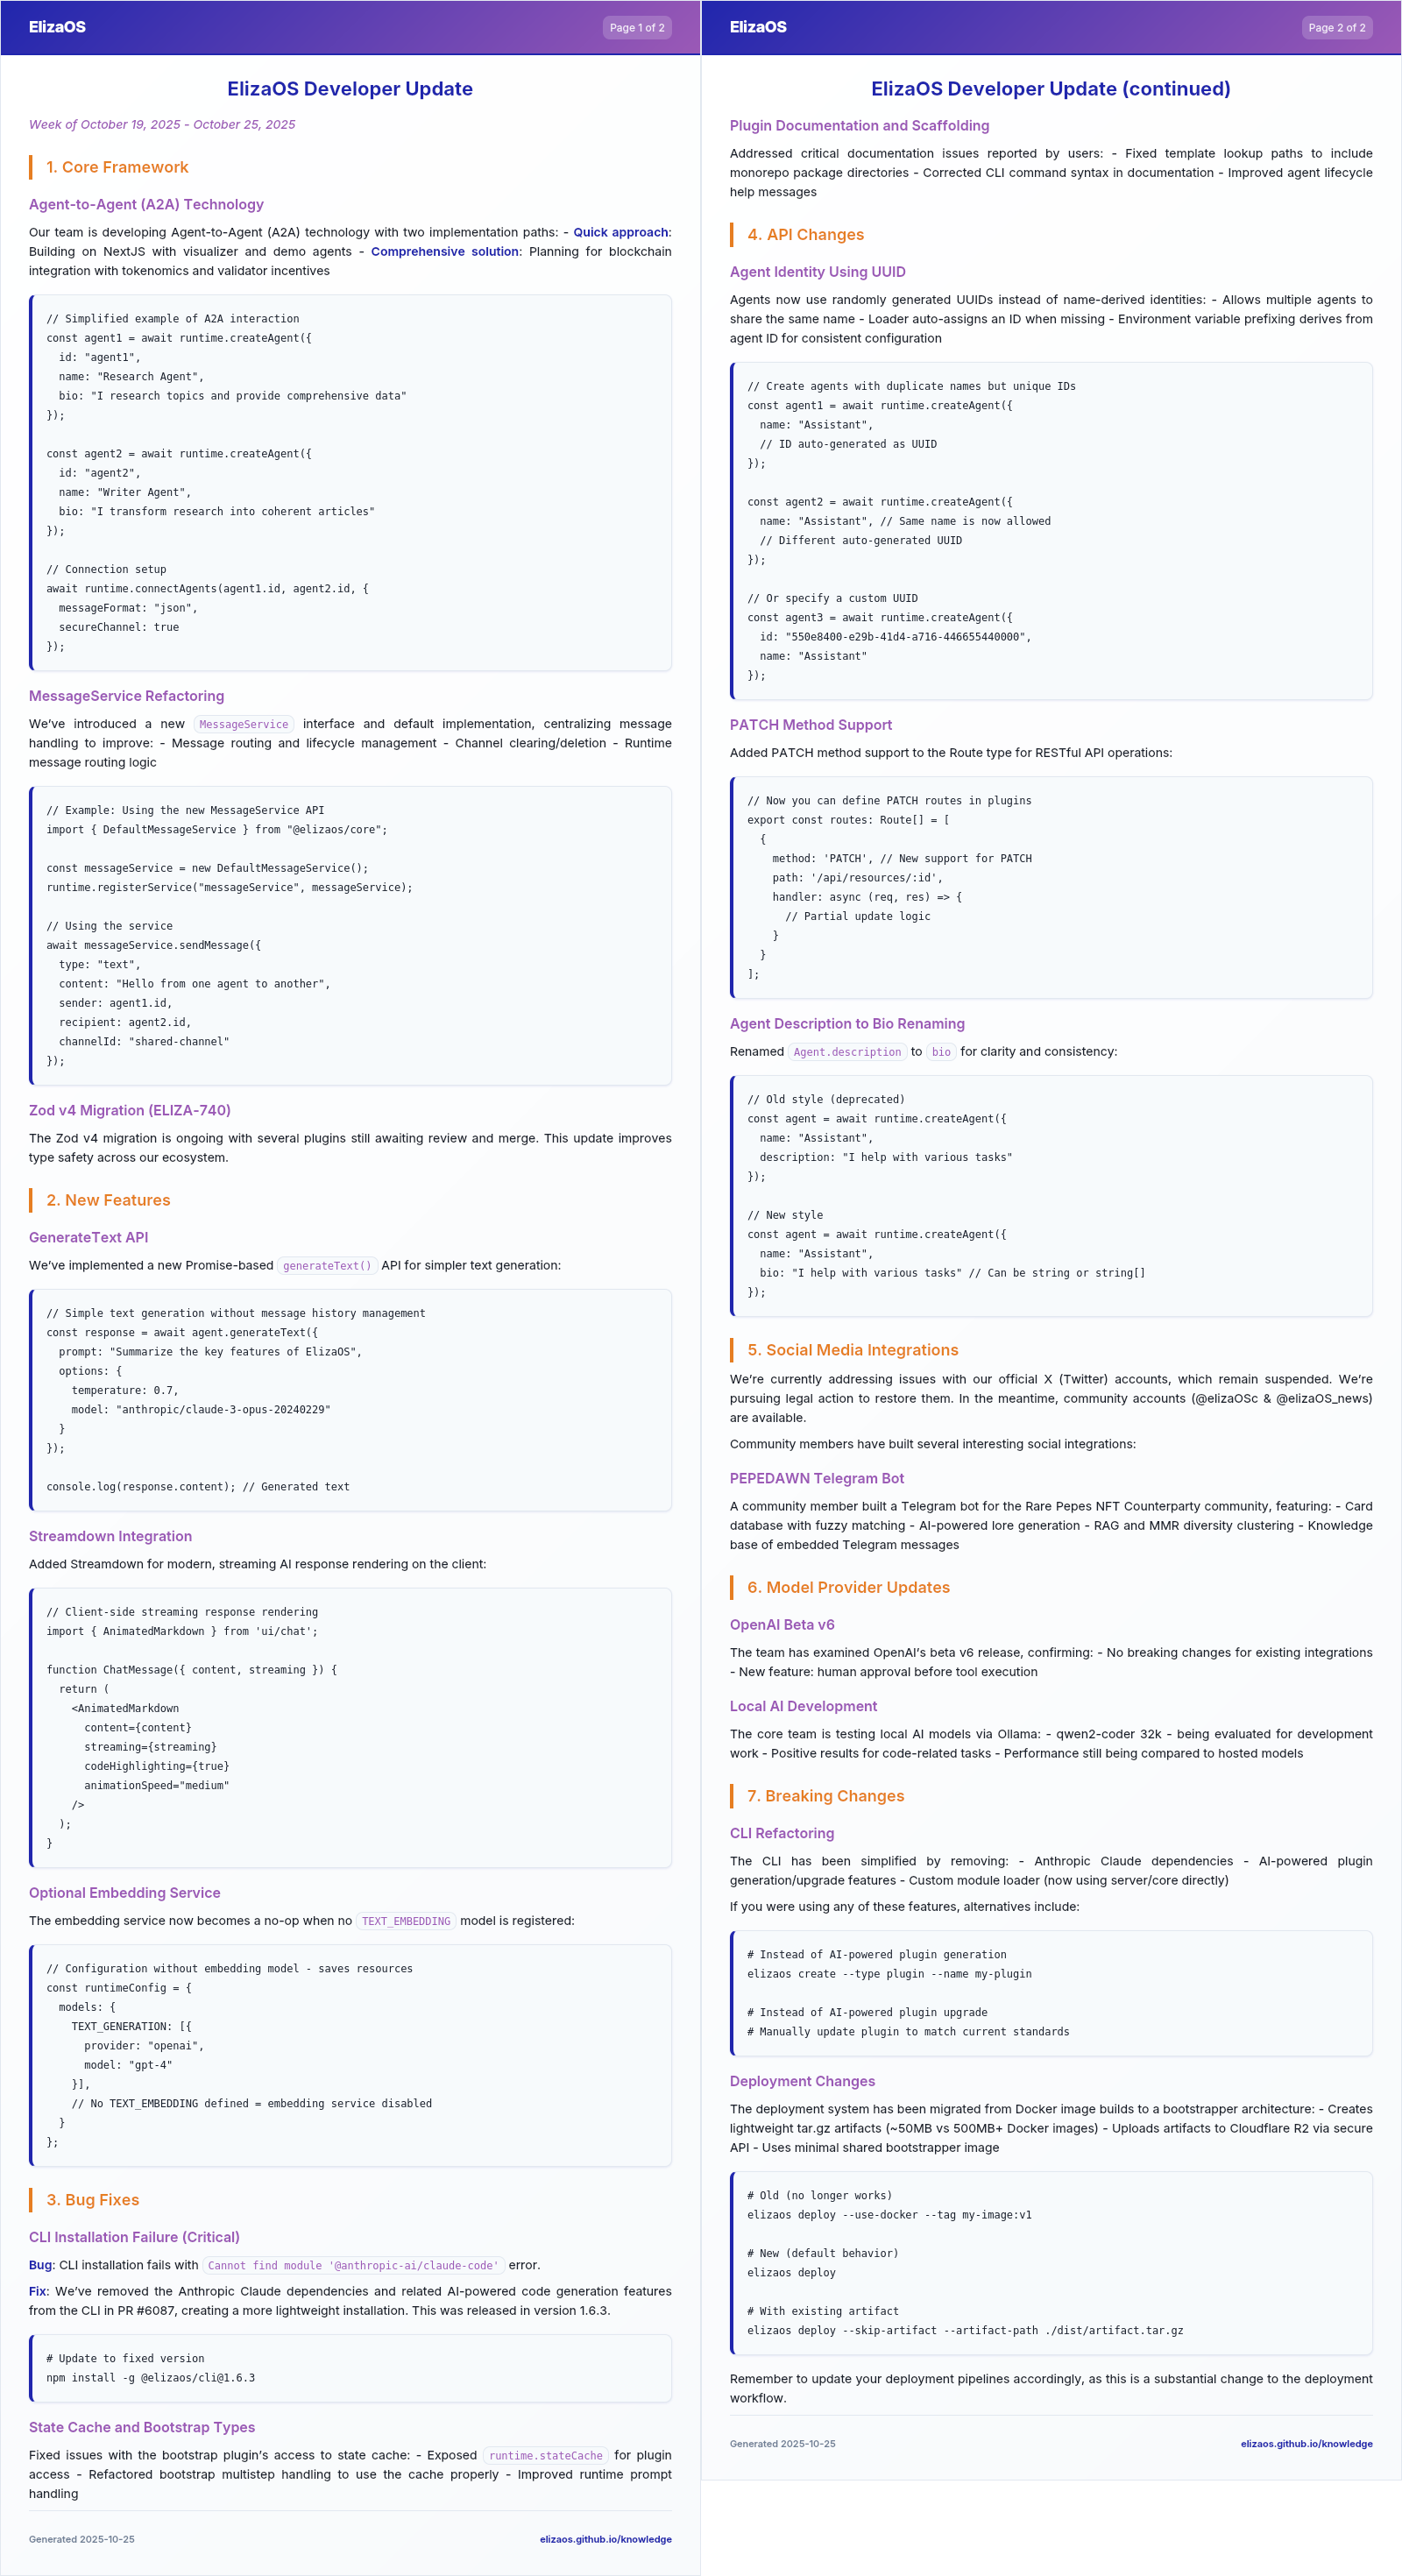 ElizaOS
Page 1 of 2
ElizaOS Developer Update
Week of October 19, 2025 - October 25, 2025
1. Core Framework
Agent-to-Agent (A2A) Technology
Our team is developing Agent-to-Agent (A2A) technology with two implementation paths: - Quick approach:
Building on NextJS with visualizer and demo agents - Comprehensive solution: Planning for blockchain
integration with tokenomics and validator incentives
// Simplified example of A2A interaction
const agent1 = await runtime.createAgent({
  id: "agent1",
  name: "Research Agent",
  bio: "I research topics and provide comprehensive data"
});
const agent2 = await runtime.createAgent({
  id: "agent2",
  name: "Writer Agent",
  bio: "I transform research into coherent articles"
});
// Connection setup
await runtime.connectAgents(agent1.id, agent2.id, {
  messageFormat: "json",
  secureChannel: true
});
MessageService Refactoring
We've introduced a new MessageService interface and default implementation, centralizing message
handling to improve: - Message routing and lifecycle management - Channel clearing/deletion - Runtime
message routing logic
// Example: Using the new MessageService API
import { DefaultMessageService } from "@elizaos/core";
const messageService = new DefaultMessageService();
runtime.registerService("messageService", messageService);
// Using the service
await messageService.sendMessage({
  type: "text",
  content: "Hello from one agent to another",
  sender: agent1.id,
  recipient: agent2.id,
  channelId: "shared-channel"
});
Zod v4 Migration (ELIZA-740)
The Zod v4 migration is ongoing with several plugins still awaiting review and merge. This update improves
type safety across our ecosystem.
2. New Features
GenerateText API
We've implemented a new Promise-based generateText() API for simpler text generation:
// Simple text generation without message history management
const response = await agent.generateText({
  prompt: "Summarize the key features of ElizaOS",
  options: {
    temperature: 0.7,
    model: "anthropic/claude-3-opus-20240229"
  }
});
console.log(response.content); // Generated text
Streamdown Integration
Added Streamdown for modern, streaming AI response rendering on the client:
// Client-side streaming response rendering
import { AnimatedMarkdown } from 'ui/chat';
function ChatMessage({ content, streaming }) {
  return (
    <AnimatedMarkdown
      content={content}
      streaming={streaming}
      codeHighlighting={true}
      animationSpeed="medium"
    />
  );
}
Optional Embedding Service
The embedding service now becomes a no-op when no TEXT_EMBEDDING model is registered:
// Configuration without embedding model - saves resources
const runtimeConfig = {
  models: {
    TEXT_GENERATION: [{
      provider: "openai",
      model: "gpt-4"
    }],
    // No TEXT_EMBEDDING defined = embedding service disabled
  }
};
3. Bug Fixes
CLI Installation Failure (Critical)
Bug: CLI installation fails with Cannot find module '@anthropic-ai/claude-code' error.
Fix: We've removed the Anthropic Claude dependencies and related AI-powered code generation features
from the CLI in PR #6087, creating a more lightweight installation. This was released in version 1.6.3.
# Update to fixed version
npm install -g @elizaos/cli@1.6.3
State Cache and Bootstrap Types
Fixed issues with the bootstrap plugin's access to state cache: - Exposed runtime.stateCache for plugin
access - Refactored bootstrap multistep handling to use the cache properly - Improved runtime prompt
handling
Generated 2025-10-25
elizaos.github.io/knowledge
ElizaOS
Page 2 of 2
ElizaOS Developer Update (continued)
Plugin Documentation and Scaffolding
Addressed critical documentation issues reported by users: - Fixed template lookup paths to include
monorepo package directories - Corrected CLI command syntax in documentation - Improved agent lifecycle
help messages
4. API Changes
Agent Identity Using UUID
Agents now use randomly generated UUIDs instead of name-derived identities: - Allows multiple agents to
share the same name - Loader auto-assigns an ID when missing - Environment variable prefixing derives from
agent ID for consistent configuration
// Create agents with duplicate names but unique IDs
const agent1 = await runtime.createAgent({
  name: "Assistant",
  // ID auto-generated as UUID
});
const agent2 = await runtime.createAgent({
  name: "Assistant", // Same name is now allowed
  // Different auto-generated UUID
});
// Or specify a custom UUID
const agent3 = await runtime.createAgent({
  id: "550e8400-e29b-41d4-a716-446655440000",
  name: "Assistant"
});
PATCH Method Support
Added PATCH method support to the Route type for RESTful API operations:
// Now you can define PATCH routes in plugins
export const routes: Route[] = [
  {
    method: 'PATCH', // New support for PATCH
    path: '/api/resources/:id',
    handler: async (req, res) => {
      // Partial update logic
    }
  }
];
Agent Description to Bio Renaming
Renamed Agent.description to bio for clarity and consistency:
// Old style (deprecated)
const agent = await runtime.createAgent({
  name: "Assistant",
  description: "I help with various tasks"
});
// New style
const agent = await runtime.createAgent({
  name: "Assistant",
  bio: "I help with various tasks" // Can be string or string[]
});
5. Social Media Integrations
We're currently addressing issues with our official X (Twitter) accounts, which remain suspended. We're
pursuing legal action to restore them. In the meantime, community accounts (@elizaOSc & @elizaOS_news)
are available.
Community members have built several interesting social integrations:
PEPEDAWN Telegram Bot
A community member built a Telegram bot for the Rare Pepes NFT Counterparty community, featuring: - Card
database with fuzzy matching - AI-powered lore generation - RAG and MMR diversity clustering - Knowledge
base of embedded Telegram messages
6. Model Provider Updates
OpenAI Beta v6
The team has examined OpenAI's beta v6 release, confirming: - No breaking changes for existing integrations
- New feature: human approval before tool execution
Local AI Development
The core team is testing local AI models via Ollama: - qwen2-coder 32k - being evaluated for development
work - Positive results for code-related tasks - Performance still being compared to hosted models
7. Breaking Changes
CLI Refactoring
The CLI has been simplified by removing: - Anthropic Claude dependencies - AI-powered plugin
generation/upgrade features - Custom module loader (now using server/core directly)
If you were using any of these features, alternatives include:
# Instead of AI-powered plugin generation
elizaos create --type plugin --name my-plugin
# Instead of AI-powered plugin upgrade
# Manually update plugin to match current standards
Deployment Changes
The deployment system has been migrated from Docker image builds to a bootstrapper architecture: - Creates
lightweight tar.gz artifacts (~50MB vs 500MB+ Docker images) - Uploads artifacts to Cloudflare R2 via secure
API - Uses minimal shared bootstrapper image
# Old (no longer works)
elizaos deploy --use-docker --tag my-image:v1
# New (default behavior)
elizaos deploy
# With existing artifact
elizaos deploy --skip-artifact --artifact-path ./dist/artifact.tar.gz
Remember to update your deployment pipelines accordingly, as this is a substantial change to the deployment
workflow.
Generated 2025-10-25
elizaos.github.io/knowledge